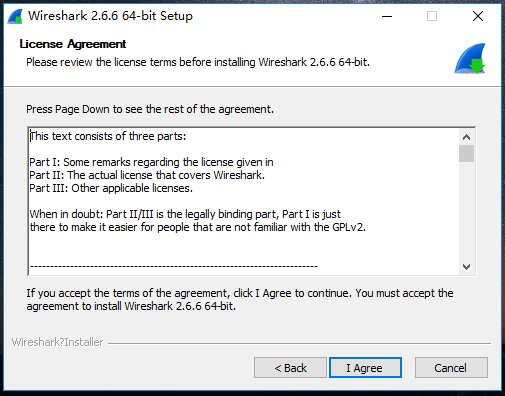 Wireshark 2.6.6 64-bit Setup
License Agreement
Please review the license terms before installing Wireshark 2.6.6 64-bit.
Press Page Down to see the rest of the agreement.
This text consists of three parts:
Part I: Some remarks regarding the license given in
Part II: The actual license that covers Wireshark.
Part III: Other applicable licenses.
When in doubt: Part II/III is the legally binding part, Part I is just
there to make it easier for people that are not familiar with the GPLv2.
------------------------------------------------------------------------
If you accept the terms of the agreement, click I Agree to continue. You must accept the
agreement to install Wireshark 2.6.6 64-bit.
Wireshark?Installer
< Back
I Agree
Cancel